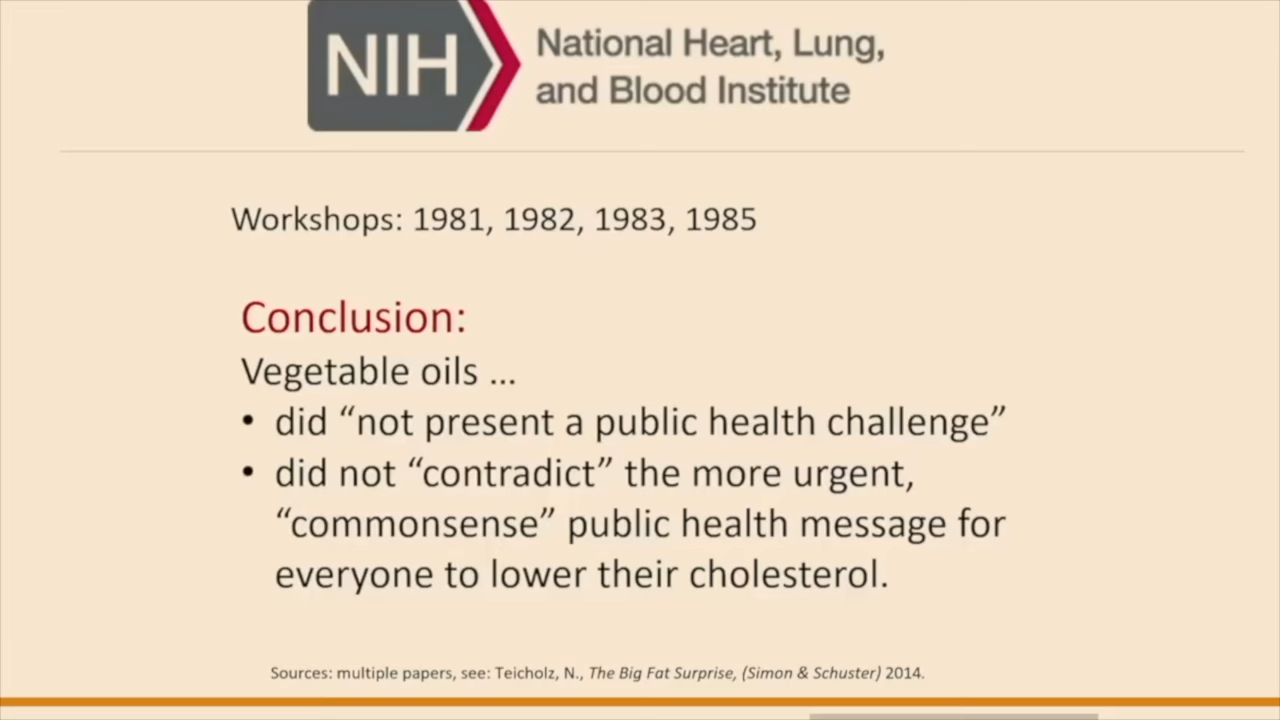 NIH
National Heart, Lung,
and Blood Institute
Workshops: 1981, 1982, 1983, 1985
Conclusion:
Vegetable oils ...
• did “not present a public health challenge”
• did not “contradict” the more urgent,
“commonsense” public health message for
everyone to lower their cholesterol.
Sources: multiple papers, see: Teicholz, N., The Big Fat Surprise, (Simon & Schuster) 2014.